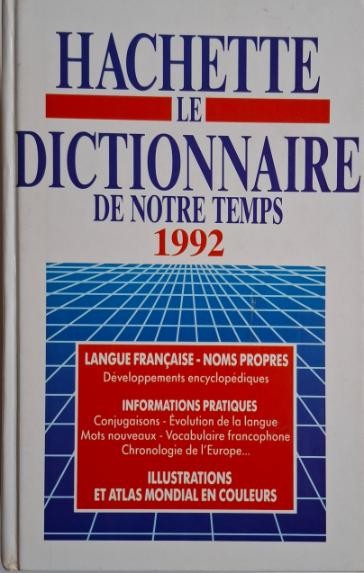 HACHETTE
LE
DICTIONNAIRE
DE NOTRE TEMPS
1992
LANGUE FRANÇAISE - NOMS PROPRES
Développements encyclopédiques
INFORMATIONS PRATIQUES
Conjugaisons - Évolution de la langue
Mots nouveaux - Vocabulaire francophone
Chronologie de l'Europe...
ILLUSTRATIONS
ET ATLAS MONDIAL EN COULEURS